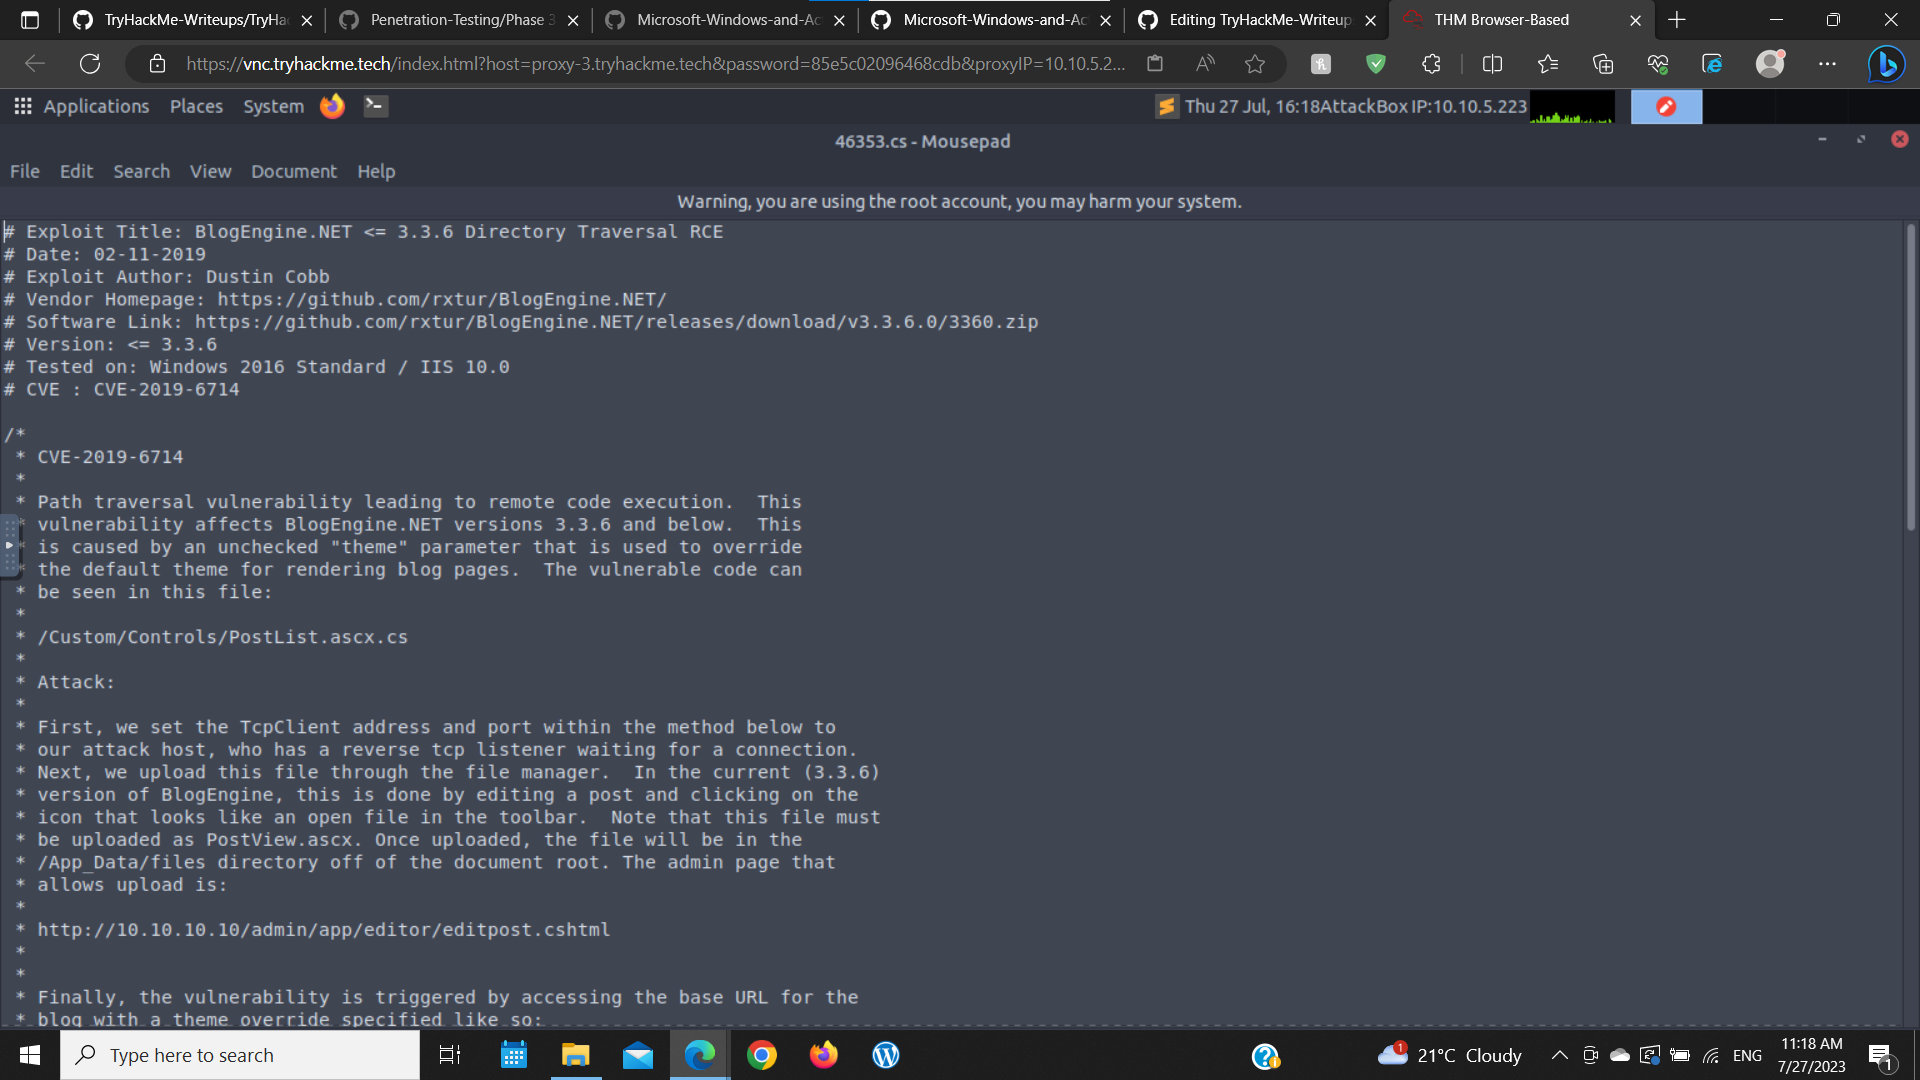 TryHackMe-Writeups/TryHa
Penetration-Testing/Phase 3
Microsoft-Windows-and-Ac
Microsoft-Windows-and-Ac
Editing TryHackMe-Writeup
THM Browser-Based
https://vnc.tryhackme.tech/index.html?host=proxy-3.tryhackme.tech&password=85e5c02096468cdb&proxyIP=10.10.5.2...
Applications Places System
Thu 27 Jul, 16:18 AttackBox IP:10.10.5.223
46353.cs - Mousepad
File Edit Search View Document Help
Warning, you are using the root account, you may harm your system.
# Exploit Title: BlogEngine.NET <= 3.3.6 Directory Traversal RCE
# Date: 02-11-2019
# Exploit Author: Dustin Cobb
# Vendor Homepage: https://github.com/rxtur/BlogEngine.NET/
# Software Link: https://github.com/rxtur/BlogEngine.NET/releases/download/v3.3.6.0/3360.zip
# Version: <= 3.3.6
# Tested on: Windows 2016 Standard / IIS 10.0
# CVE : CVE-2019-6714
/*
* CVE-2019-6714
*
* Path traversal vulnerability leading to remote code execution.  This
* vulnerability affects BlogEngine.NET versions 3.3.6 and below.  This
* is caused by an unchecked "theme" parameter that is used to override
* the default theme for rendering blog pages.  The vulnerable code can
* be seen in this file:
*
* /Custom/Controls/PostList.ascx.cs
*
* Attack:
*
* First, we set the TcpClient address and port within the method below to
* our attack host, who has a reverse tcp listener waiting for a connection.
* Next, we upload this file through the file manager.  In the current (3.3.6)
* version of BlogEngine, this is done by editing a post and clicking on the
* icon that looks like an open file in the toolbar.  Note that this file must
* be uploaded as PostView.ascx. Once uploaded, the file will be in the
* /App_Data/files directory off of the document root. The admin page that
* allows upload is:
*
* http://10.10.10.10/admin/app/editor/editpost.cshtml
*
*
* Finally, the vulnerability is triggered by accessing the base URL for the
* blog with a theme override specified like so:
Type here to search
1
21°C Cloudy
ENG
11:18 AM
7/27/2023
1